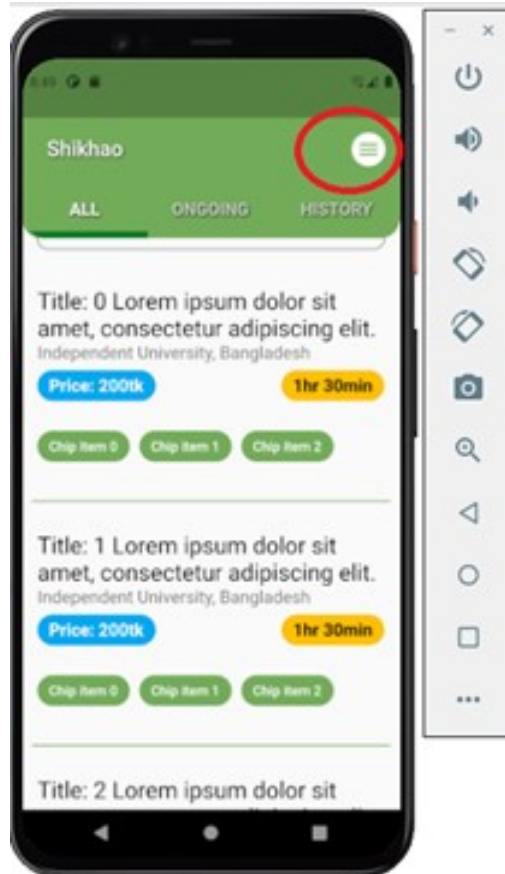 Shikhao
ALL ONGOING HISTORY
Title: 0 Lorem ipsum dolor sit
amet, consectetur adipiscing elit.
Independent University, Bangladesh
Price: 200tk 1hr 30min
Chip Item 0 Chip Item 1 Chip Item 2
Title: 1 Lorem ipsum dolor sit
amet, consectetur adipiscing elit.
Independent University, Bangladesh
Price: 200tk 1hr 30min
Chip Item 0 Chip Item 1 Chip Item 2
Title: 2 Lorem ipsum dolor sit